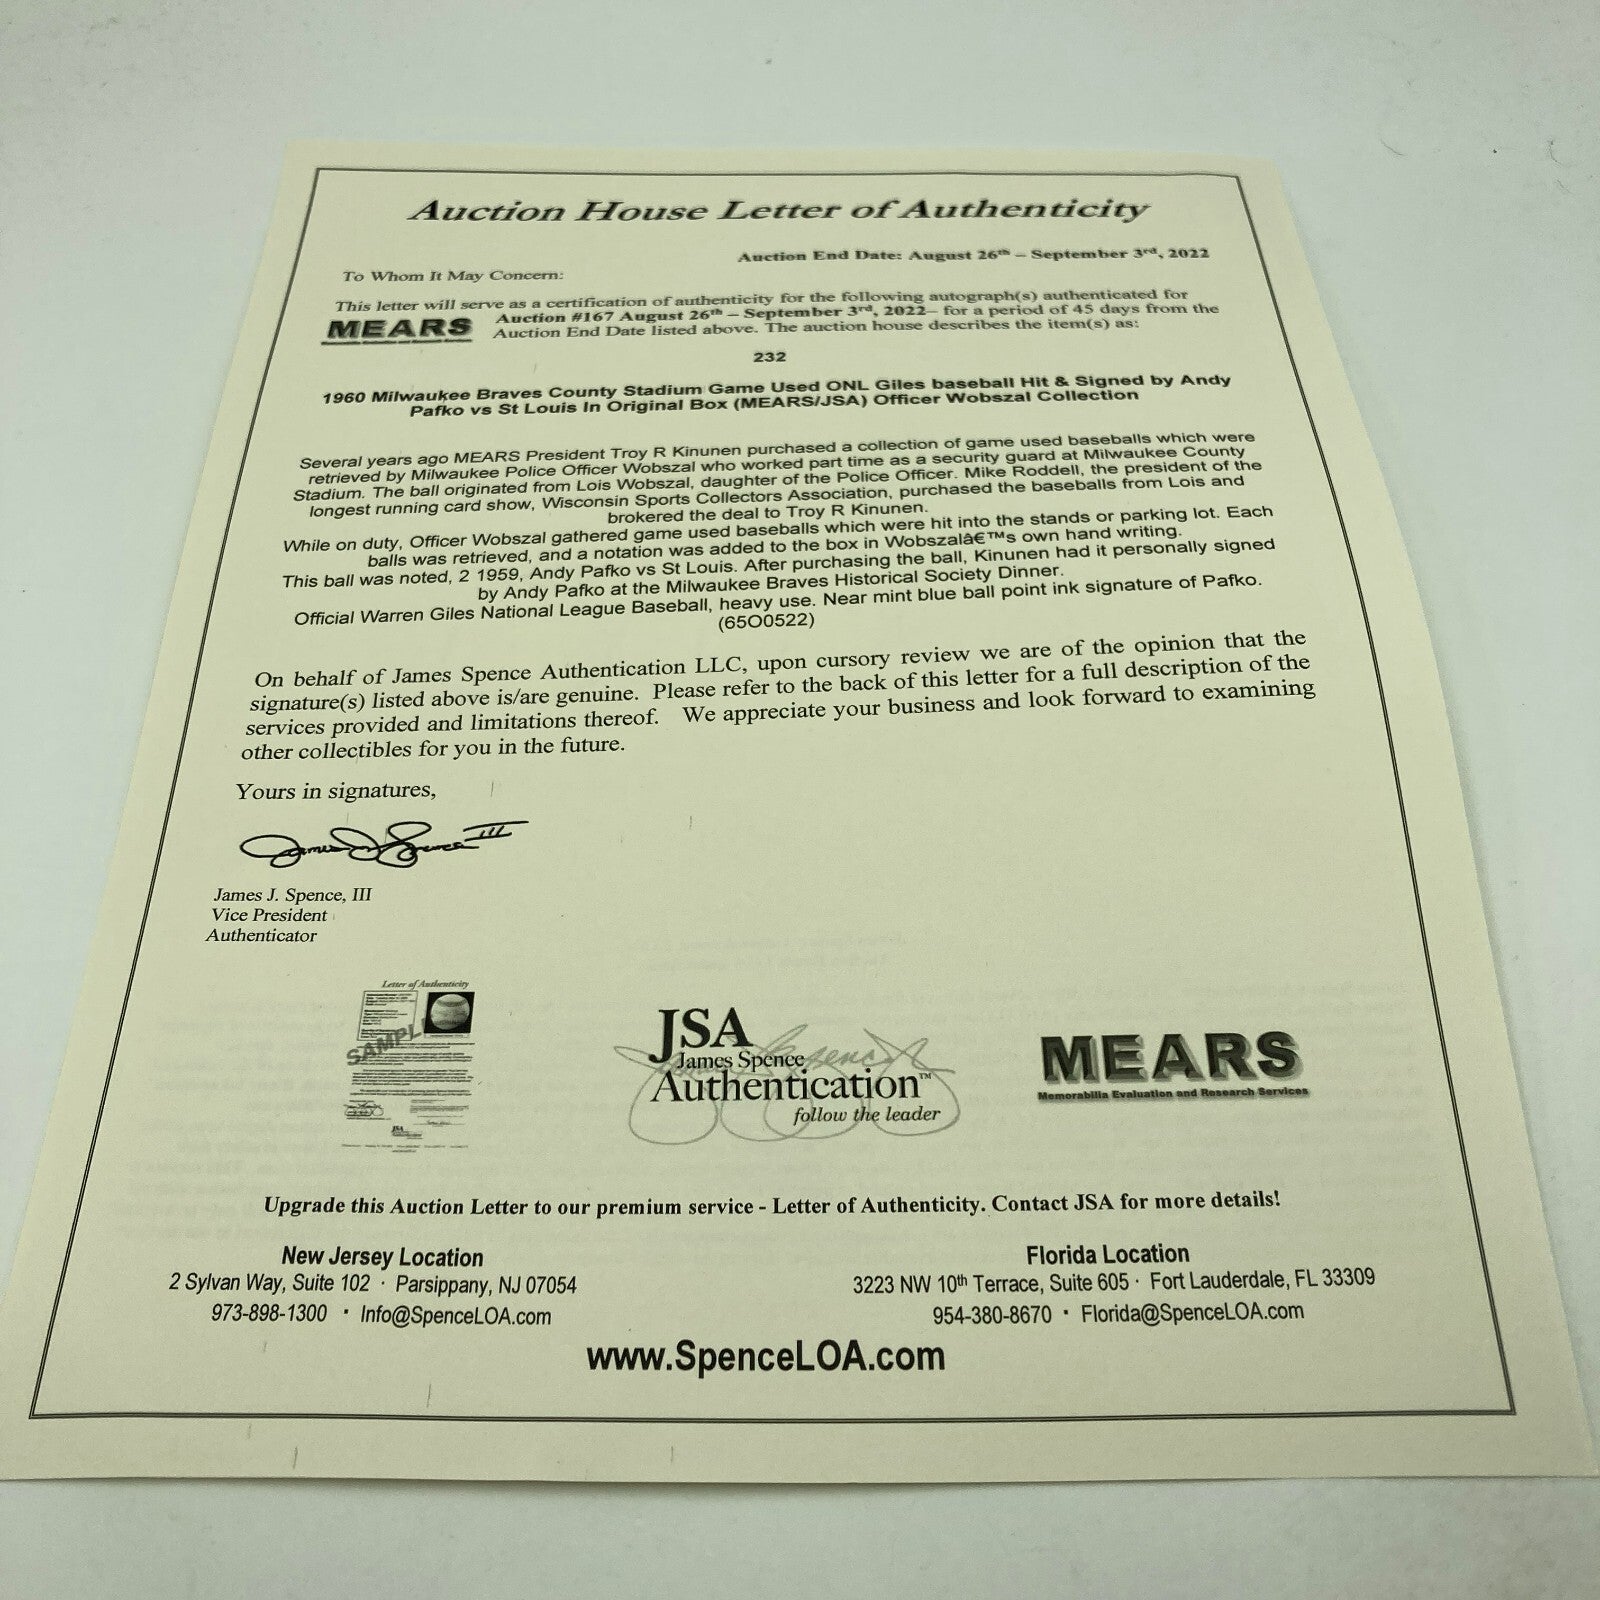 Auction House Letter of Authenticity
Auction End Date: August 26th – September 3rd, 2022
To Whom It May Concern:
This letter will serve as a certification of authenticity for the following autograph(s) authenticated for
MEARS Auction #167 August 26th – September 3rd, 2022– for a period of 45 days from the
Auction End Date listed above. The auction house describes the item(s) as:
232
1960 Milwaukee Braves County Stadium Game Used ONL Giles baseball Hit & Signed by Andy
Pafko vs St Louis In Original Box (MEARS/JSA) Officer Wobszal Collection
Several years ago MEARS President Troy R Kinunen purchased a collection of game used baseballs which were
retrieved by Milwaukee Police Officer Wobszal who worked part time as a security guard at Milwaukee County
Stadium. The ball originated from Lois Wobszal, daughter of the Police Officer. Mike Roddell, the president of the
longest running card show, Wisconsin Sports Collectors Association, purchased the baseballs from Lois and
brokered the deal to Troy R Kinunen.
While on duty, Officer Wobszal gathered game used baseballs which were hit into the stands or parking lot. Each
balls was retrieved, and a notation was added to the box in Wobszalâ€™s own hand writing.
This ball was noted, 2 1959, Andy Pafko vs St Louis. After purchasing the ball, Kinunen had it personally signed
by Andy Pafko at the Milwaukee Braves Historical Society Dinner.
Official Warren Giles National League Baseball, heavy use. Near mint blue ball point ink signature of Pafko.
(65O0522)
On behalf of James Spence Authentication LLC, upon cursory review we are of the opinion that the
signature(s) listed above is/are genuine. Please refer to the back of this letter for a full description of the
services provided and limitations thereof. We appreciate your business and look forward to examining
other collectibles for you in the future.
Yours in signatures,
James J. Spence III
James J. Spence, III
Vice President
Authenticator
Letter of Authenticity
SAMPLE
JSA
James Spence
Authentication™
follow the leader
MEARS
Memorabilia Evaluation and Research Services
Upgrade this Auction Letter to our premium service - Letter of Authenticity. Contact JSA for more details!
New Jersey Location
2 Sylvan Way, Suite 102 · Parsippany, NJ 07054
973-898-1300 · Info@SpenceLOA.com
Florida Location
3223 NW 10th Terrace, Suite 605 · Fort Lauderdale, FL 33309
954-380-8670 · Florida@SpenceLOA.com
www.SpenceLOA.com